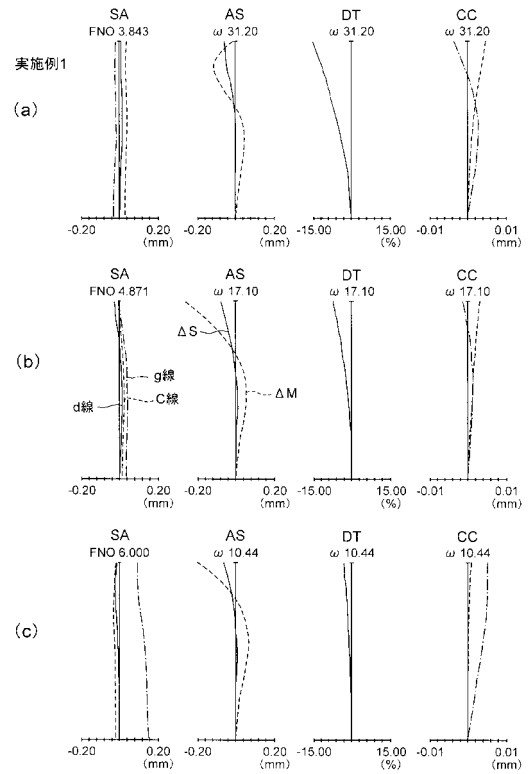 SA AS DT CC
FNO 3.843 ω 31.20 ω 31.20 ω 31.20
実施例1
(a)
-0.20 0.20 -0.20 0.20 -15.00 15.00 -0.01 0.01
(mm) (mm) (%) (mm)
SA AS DT CC
FNO 4.871 ω 17.10 ω 17.10 ω 17.10
(b)
ΔS
g線
d線 C線 ΔM
-0.20 0.20 -0.20 0.20 -15.00 15.00 -0.01 0.01
(mm) (mm) (%) (mm)
SA AS DT CC
FNO 6.000 ω 10.44 ω 10.44 ω 10.44
(c)
-0.20 0.20 -0.20 0.20 -15.00 15.00 -0.01 0.01
(mm) (mm) (%) (mm)